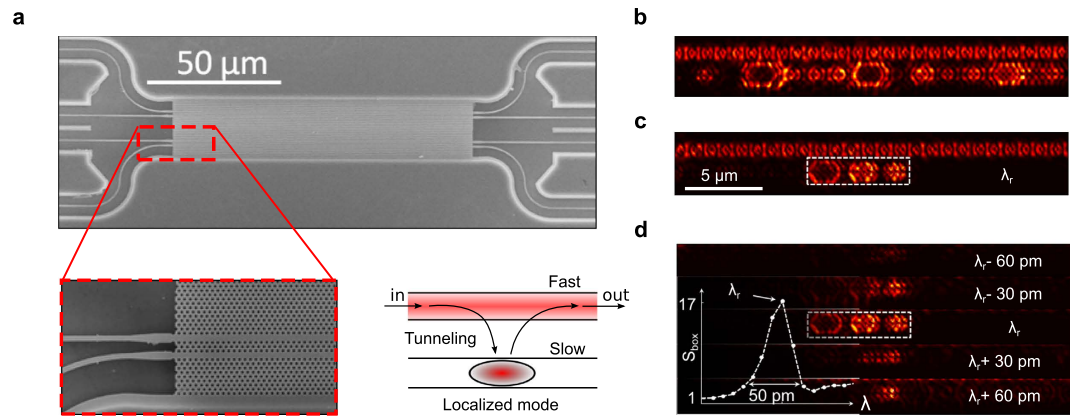 a
50 µm
in
Fast
out
Tunneling
Slow
Localized mode
b
c
5 µm
λr
d
λr- 60 pm
λr- 30 pm
λr
λr+ 30 pm
λr+ 60 pm
λr
17
Sbox
1
50 pm
λ